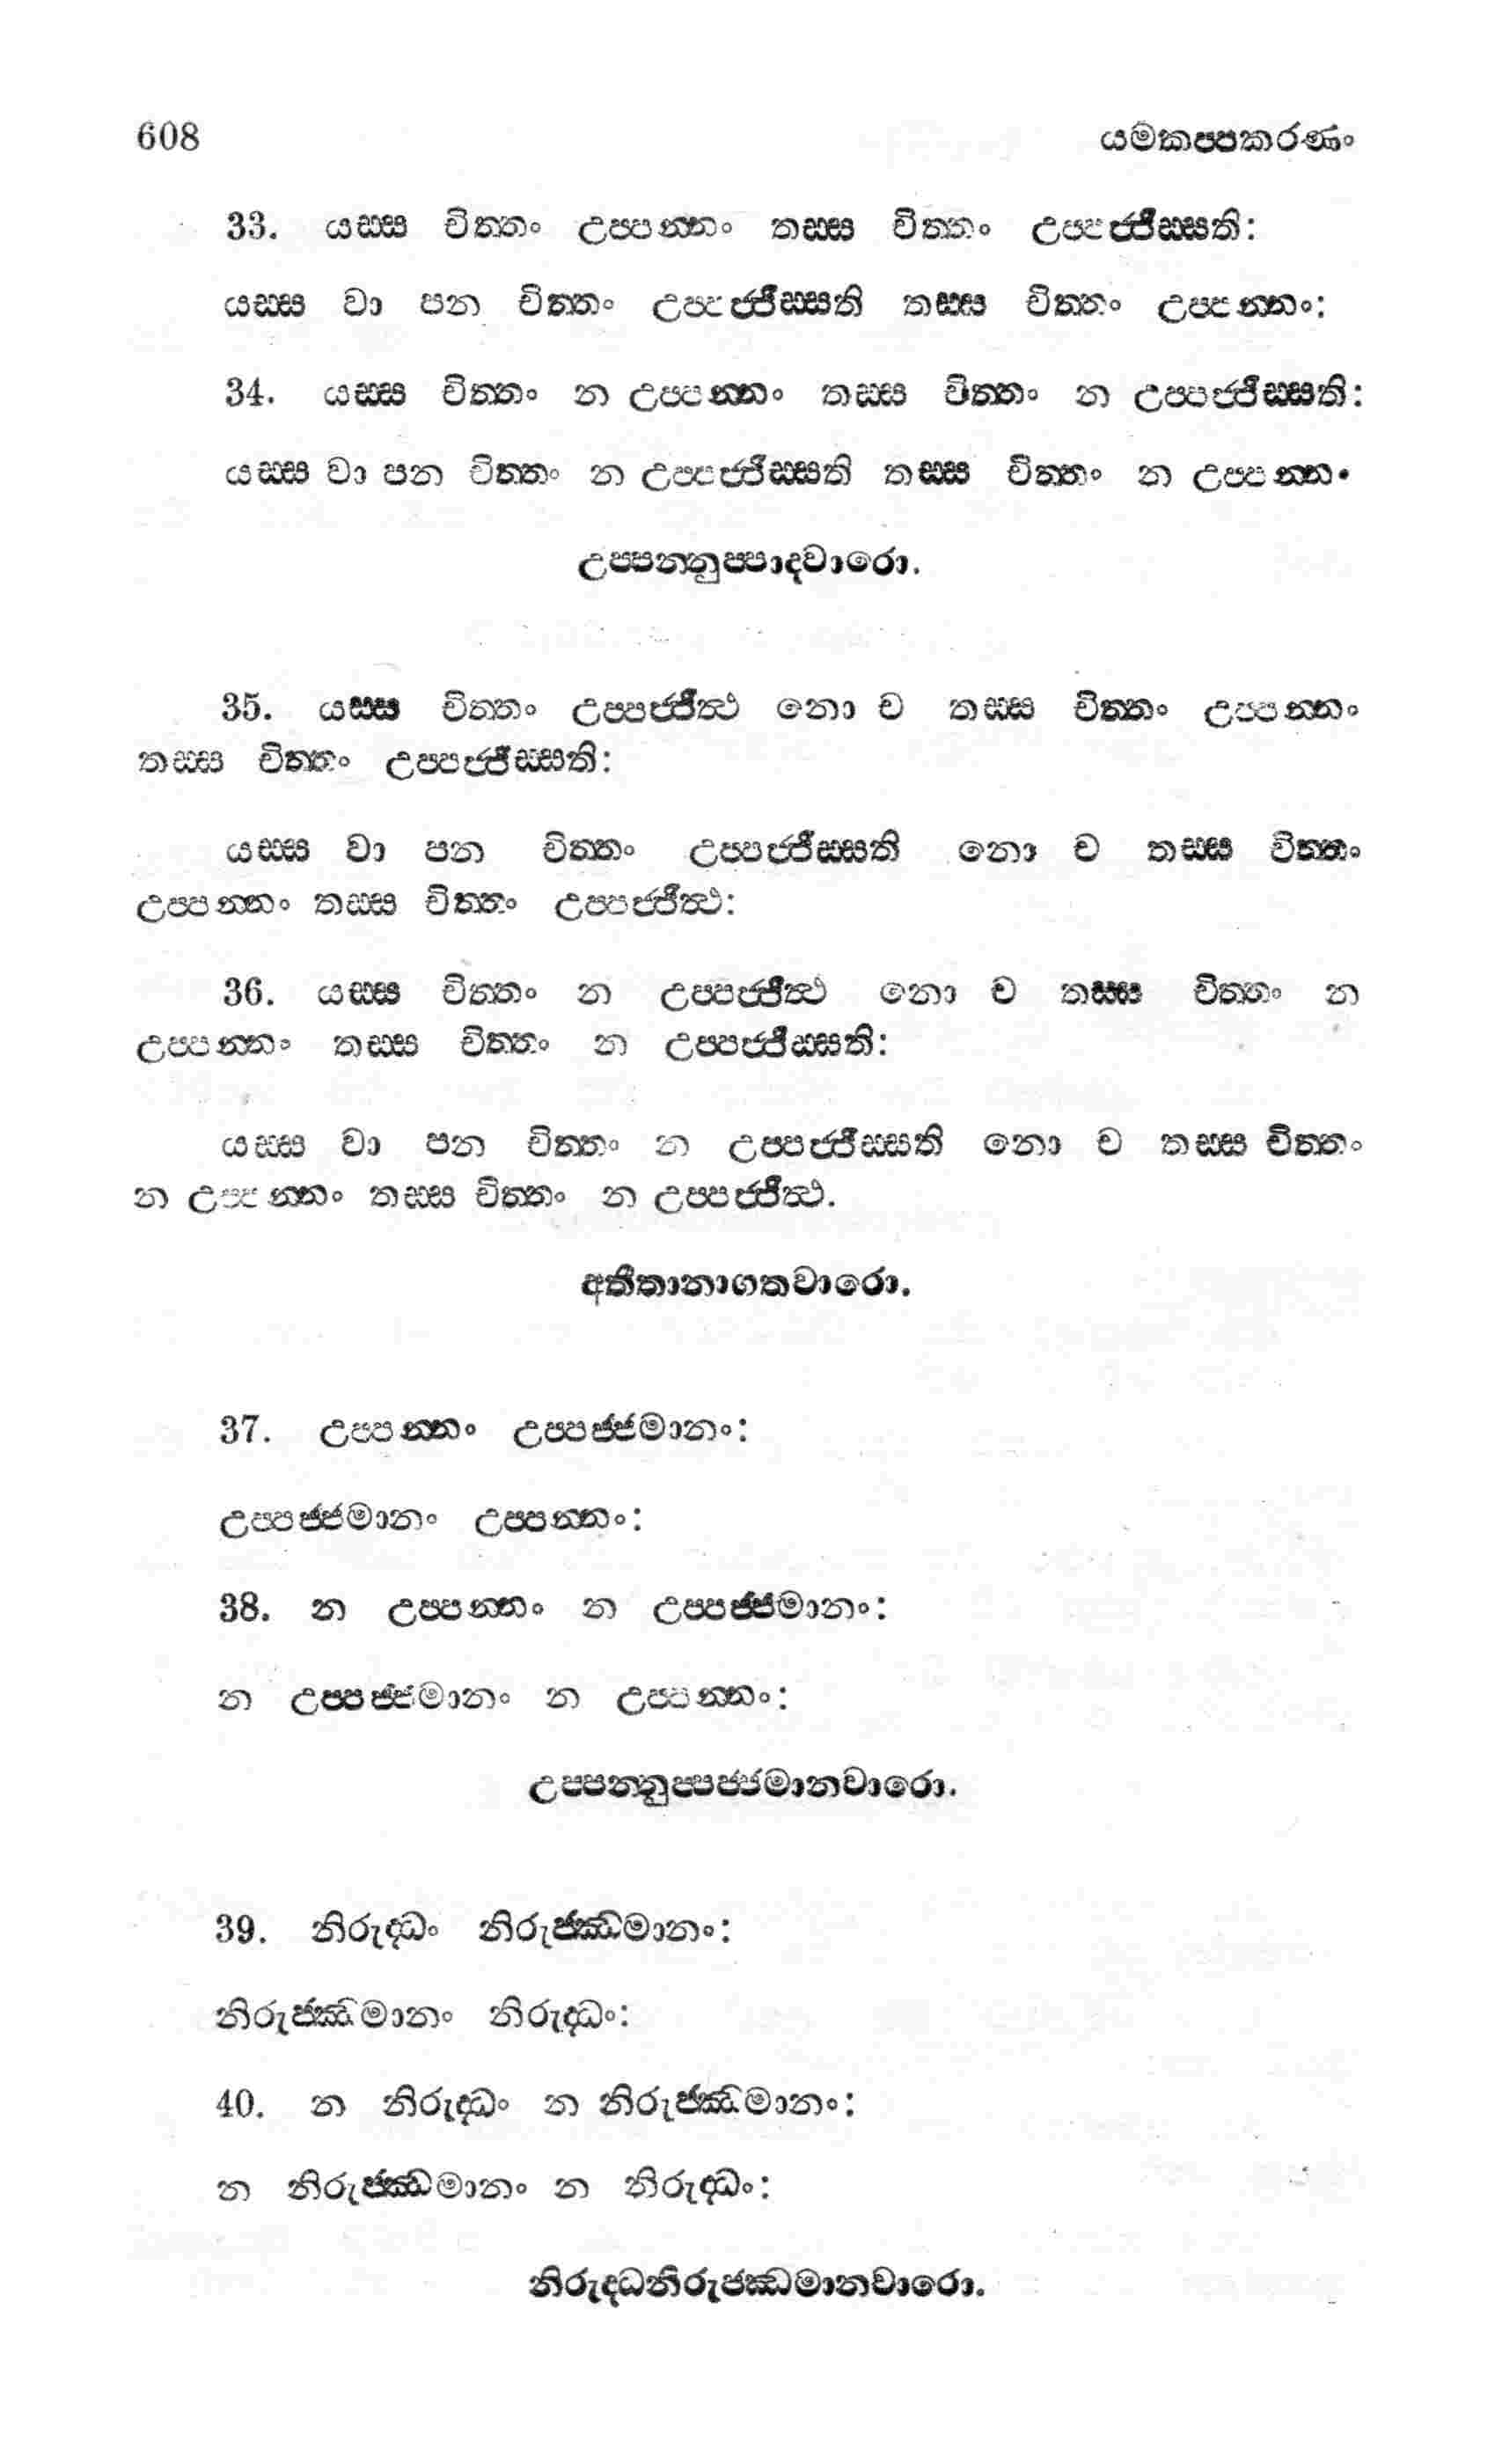 608 යමකප්පකරණං
33. යස්ස චිත්තං උප්පන්නං තස්ස චිත්තං උප්පජ්ජිස්සති:
යස්ස වා පන චිත්තං උප්පජ්ජිස්සති තස්ස චිත්තං උප්පන්නං:
34. යස්ස චිත්තං න උප්පන්නං තස්ස චිත්තං න උප්පජ්ජිස්සති:
යස්ස වා පන චිත්තං න උප්පජ්ජිස්සති තස්ස චිත්තං න උප්පන්නං
උප්පන්නුප්පාදවාරො.
35. යස්ස චිත්තං උප්පජ්ජිත්ථ නො ච තස්ස චිත්තං උප්පන්නං
තස්ස චිත්තං උප්පජ්ජිස්සති:
යස්ස වා පන චිත්තං උප්පජ්ජිස්සති නො ච තස්ස චිත්තං
උප්පන්නං තස්ස චිත්තං උප්පජ්ජිත්ථ:
36. යස්ස චිත්තං න උප්පජ්ජිත්ථ නො ච තස්ස චිත්තං න
උප්පන්නං තස්ස චිත්තං න උප්පජ්ජිස්සති:
යස්ස වා පන චිත්තං න උප්පජ්ජිස්සති නො ච තස්ස චිත්තං
න උප්පන්නං තස්ස චිත්තං න උප්පජ්ජිත්ථ.
අතීතානාගතවාරො.
37. උප්පන්නං උප්පජ්ජමානං:
උප්පජ්ජමානං උප්පන්නං:
38. න උප්පන්නං න උප්පජ්ජමානං:
න උප්පජ්ජමානං න උප්පන්නං:
උප්පන්නුප්පජ්ජමානවාරො.
39. නිරුද්ධං නිරුජ්ඣමානං:
නිරුජ්ඣමානං නිරුද්ධං:
40. න නිරුද්ධං න නිරුජ්ඣමානං:
න නිරුජ්ඣමානං න නිරුද්ධං:
නිරුද්ධනිරුජ්ඣමානවාරො.